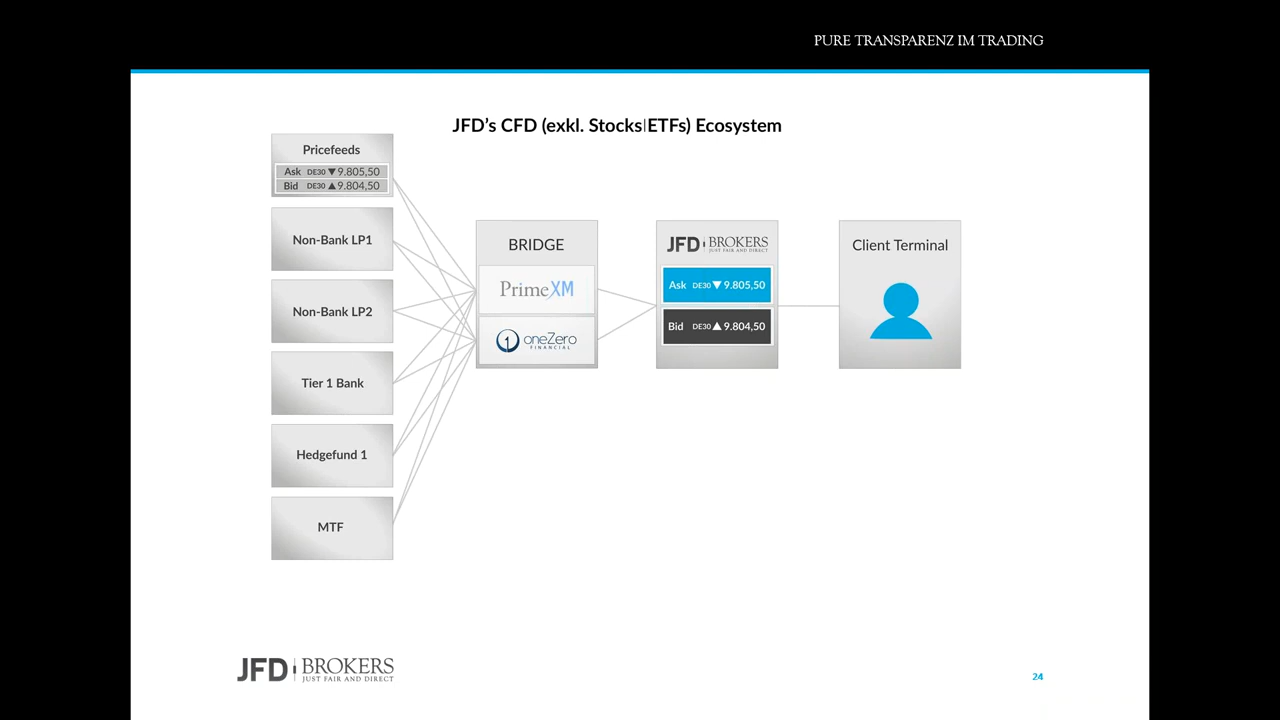 PURE TRANSPARENZ IM TRADING
JFD's CFD (exkl. Stocks|ETFs) Ecosystem
Pricefeeds
Ask DE30 ▼ 9.805,50
Bid DE30 ▲ 9.804,50
Non-Bank LP1
Non-Bank LP2
Tier 1 Bank
Hedgefund 1
MTF
BRIDGE
PrimeXM
1 oneZero
FINANCIAL
JFD BROKERS
JUST FAIR AND DIRECT
Ask DE30 ▼ 9.805,50
Bid DE30 ▲ 9.804,50
Client Terminal
JFD BROKERS
JUST FAIR AND DIRECT
24